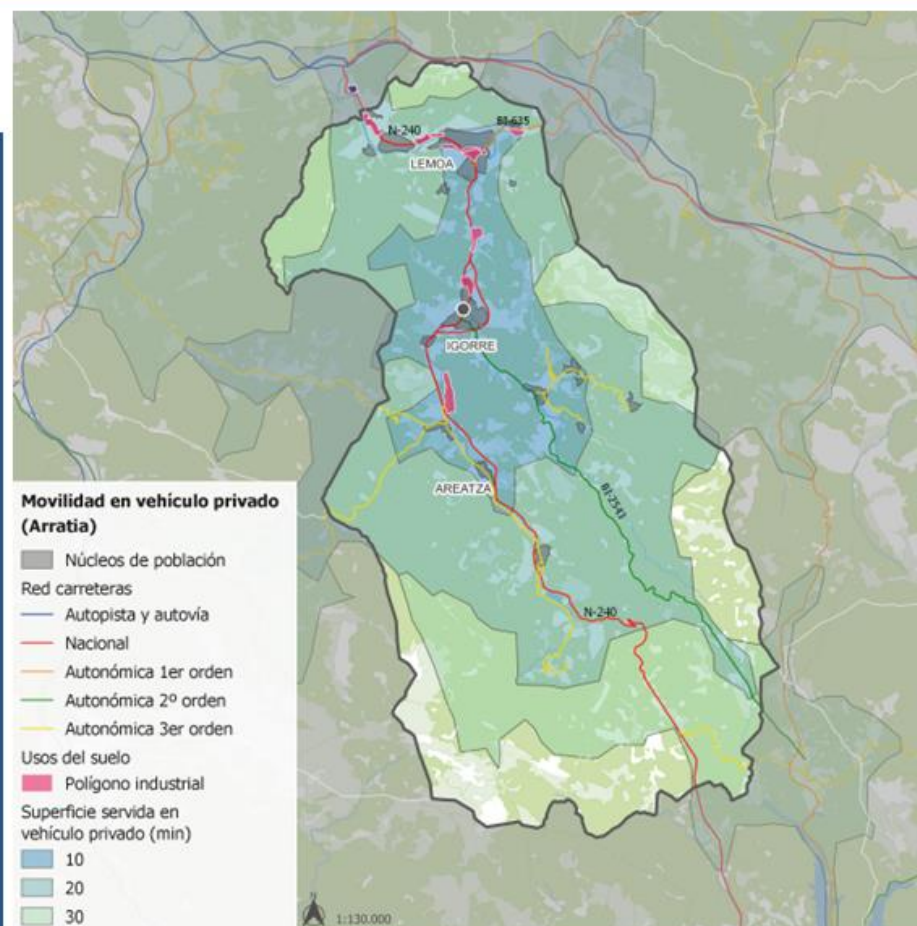 N-240
BI-635
LEMOA
IGORRE
AREATZA
BI-2543
N-240
Movilidad en vehículo privado
(Arratia)
Núcleos de población
Red carreteras
Autopista y autovía
Nacional
Autonómica 1er orden
Autonómica 2º orden
Autonómica 3er orden
Usos del suelo
Polígono industrial
Superficie servida en
vehículo privado (min)
10
20
30
N
1:130.000